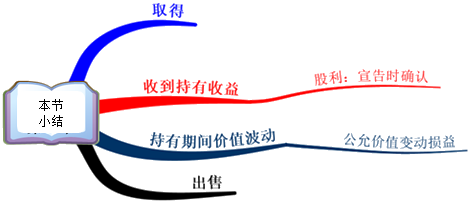 取得
收到持有收益
股利：宣告时确认
本节
小结
持有期间价值波动
公允价值变动损益
出售